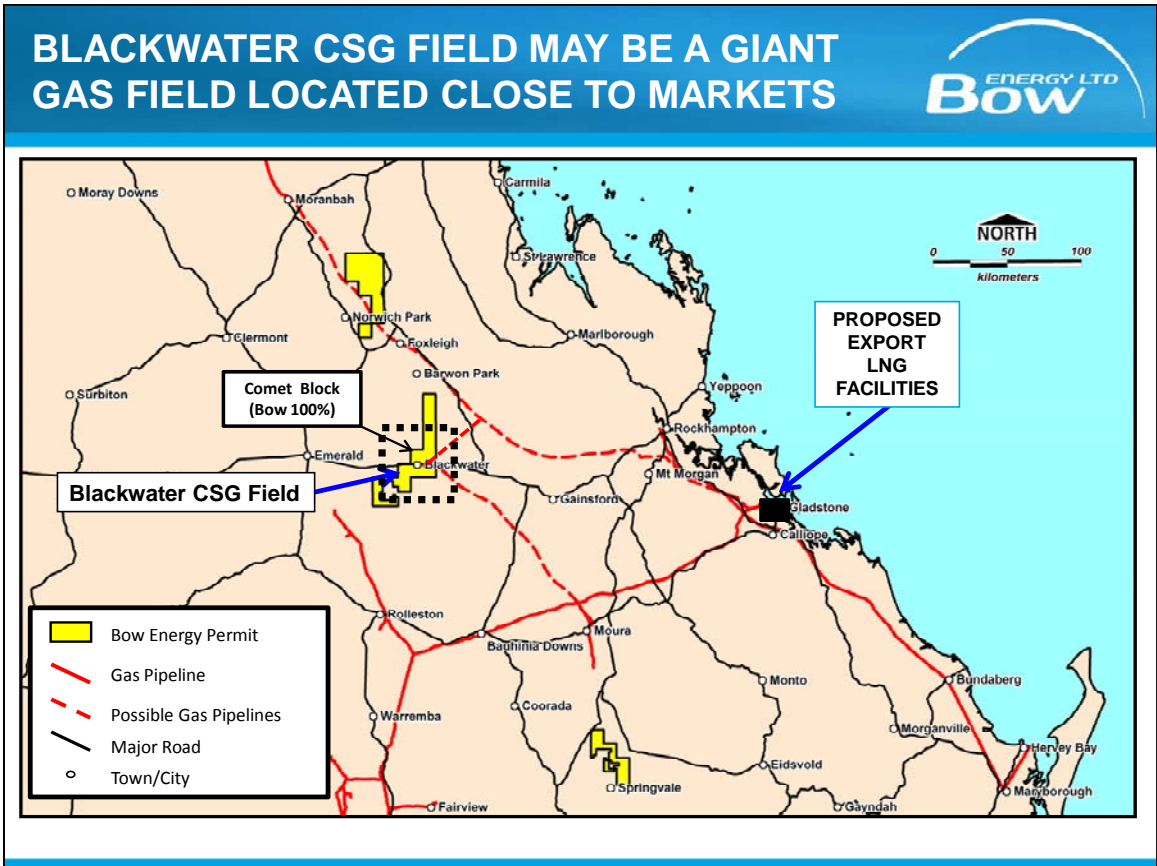 BLACKWATER CSG FIELD MAY BE A GIANT
GAS FIELD LOCATED CLOSE TO MARKETS
ENERGY LTD
BOW
Moray Downs
Moranbah
Carmila
St Lawrence
NORTH
0 50 100
kilometers
Norwich Park
Clermont
Foxleigh
Marlborough
PROPOSED
EXPORT
LNG
FACILITIES
Barwon Park
Comet Block
(Bow 100%)
Surbiton
Yeppoon
Rockhampton
Emerald
Blackwater
Mt Morgan
Blackwater CSG Field
Gainsford
Gladstone
Calliope
Rolleston
Moura
Bauhinia Downs
Bow Energy Permit
Gas Pipeline
Possible Gas Pipelines
Major Road
Town/City
Monto
Bundaberg
Coorada
Warremba
Morganville
Hervey Bay
Eidsvold
Springvale
Maryborough
Fairview
Gayndah